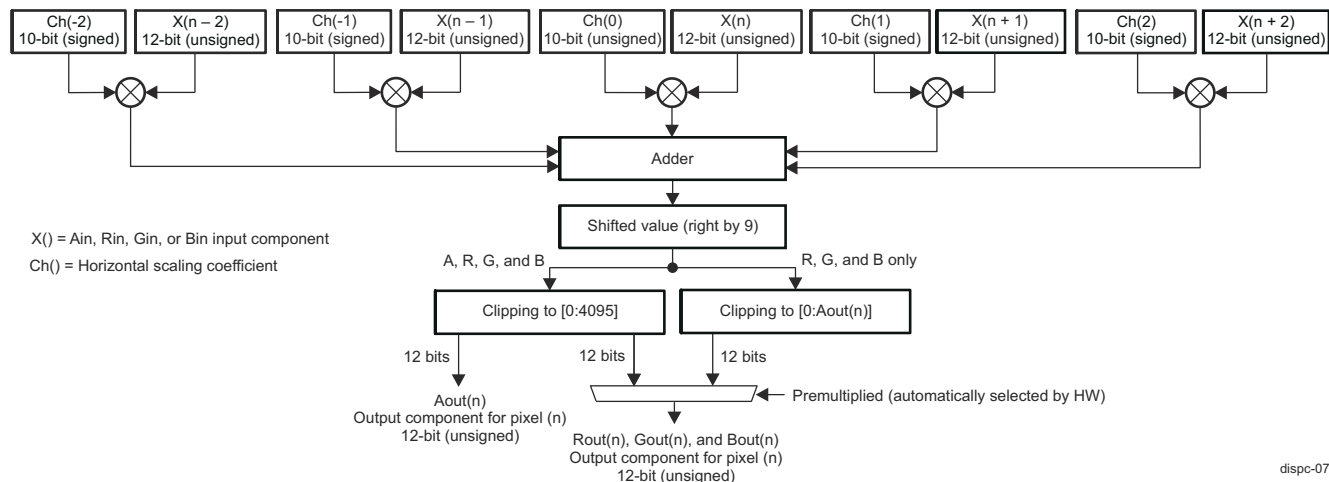 Ch(-2)
10-bit (signed)
X(n – 2)
12-bit (unsigned)
Ch(-1)
10-bit (signed)
X(n – 1)
12-bit (unsigned)
Ch(0)
10-bit (unsigned)
X(n)
12-bit (unsigned)
Ch(1)
10-bit (signed)
X(n + 1)
12-bit (unsigned)
Ch(2)
10-bit (signed)
X(n + 2)
12-bit (unsigned)
Adder
Shifted value (right by 9)
X() = Ain, Rin, Gin, or Bin input component
Ch() = Horizontal scaling coefficient
A, R, G, and B
R, G, and B only
Clipping to [0:4095]
Clipping to [0:Aout(n)]
12 bits
12 bits
12 bits
Premultiplied (automatically selected by HW)
Aout(n)
Output component for pixel (n)
12-bit (unsigned)
Rout(n), Gout(n), and Bout(n)
Output component for pixel (n)
12-bit (unsigned)
dispc-07